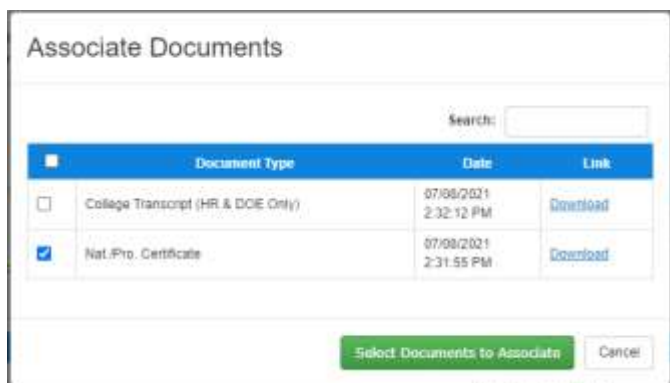 Associate Documents
Search:
Document Type Date Link
College Transcript (HR & DOE Only) 07/08/2021 2:32:12 PM Download
Nat./Pro. Certificate 07/08/2021 2:31:55 PM Download
Select Documents to Associate Cancel